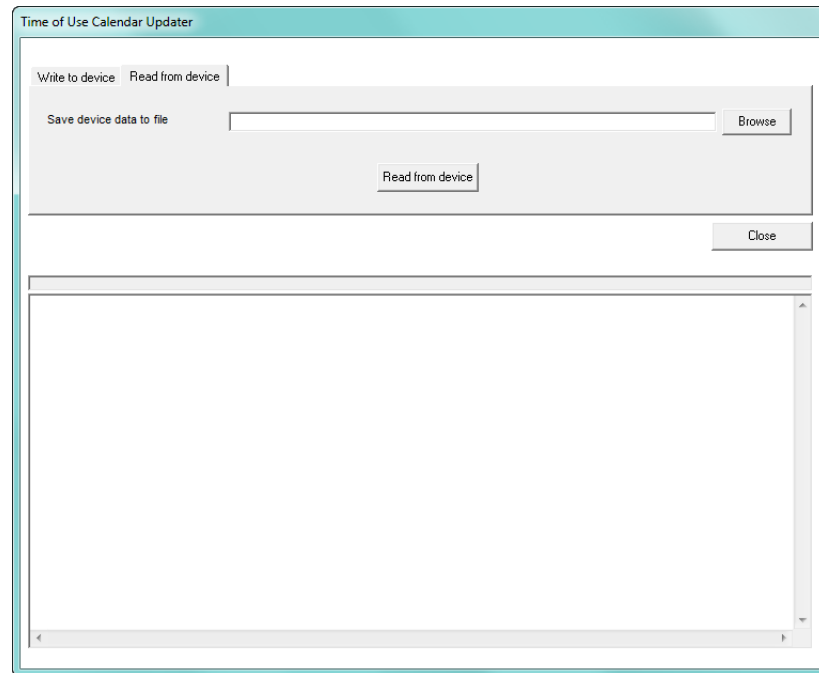 Time of Use Calendar Updater
Write to device Read from device
Save device data to file Browse
Read from device
Close